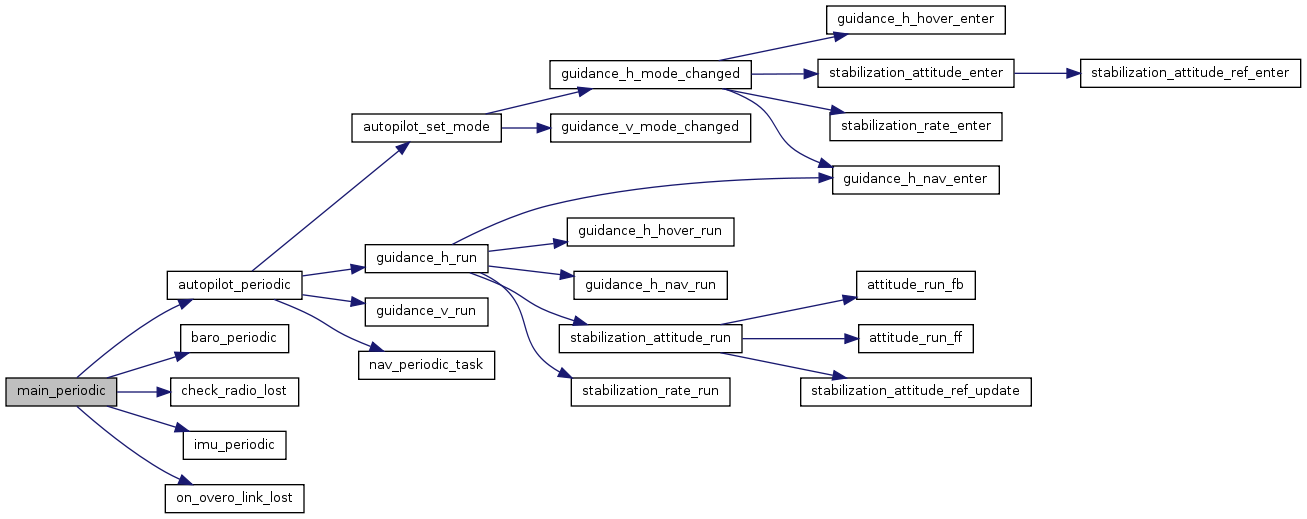 guidance_h_hover_enter
guidance_h_mode_changed
stabilization_attitude_enter
stabilization_attitude_ref_enter
autopilot_set_mode
guidance_v_mode_changed
stabilization_rate_enter
guidance_h_nav_enter
guidance_h_hover_run
guidance_h_run
autopilot_periodic
guidance_h_nav_run
attitude_run_fb
guidance_v_run
baro_periodic
stabilization_attitude_run
attitude_run_ff
nav_periodic_task
main_periodic
check_radio_lost
stabilization_rate_run
stabilization_attitude_ref_update
imu_periodic
on_overo_link_lost